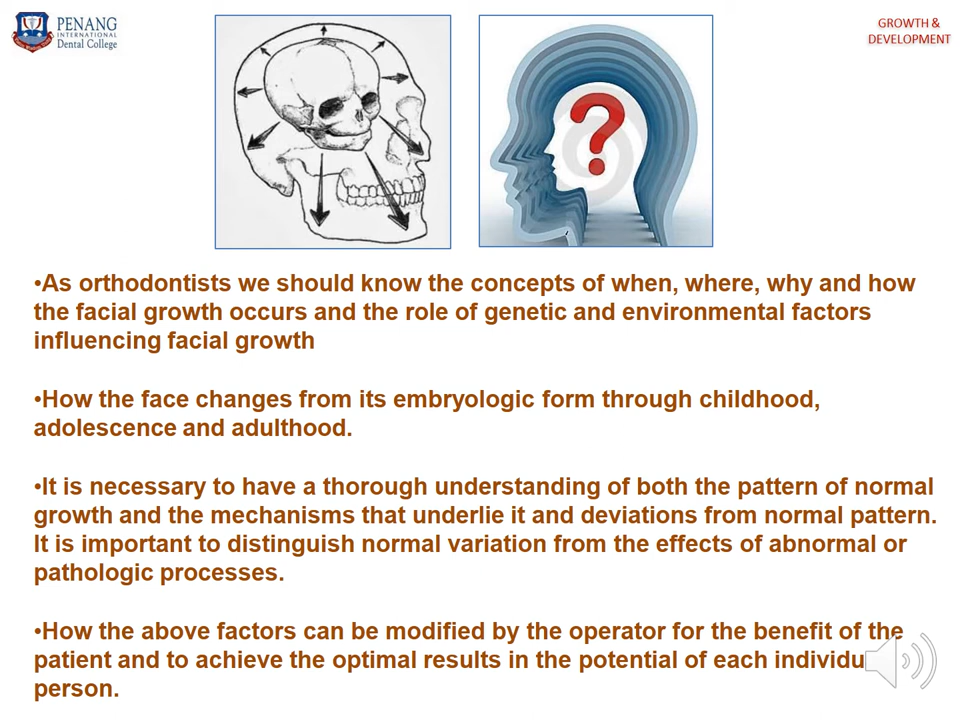 PENANG
INTERNATIONAL
Dental College
GROWTH &
DEVELOPMENT
?
•As orthodontists we should know the concepts of when, where, why and how
the facial growth occurs and the role of genetic and environmental factors
influencing facial growth
•How the face changes from its embryologic form through childhood,
adolescence and adulthood.
•It is necessary to have a thorough understanding of both the pattern of normal
growth and the mechanisms that underlie it and deviations from normal pattern.
It is important to distinguish normal variation from the effects of abnormal or
pathologic processes.
•How the above factors can be modified by the operator for the benefit of the
patient and to achieve the optimal results in the potential of each
person.